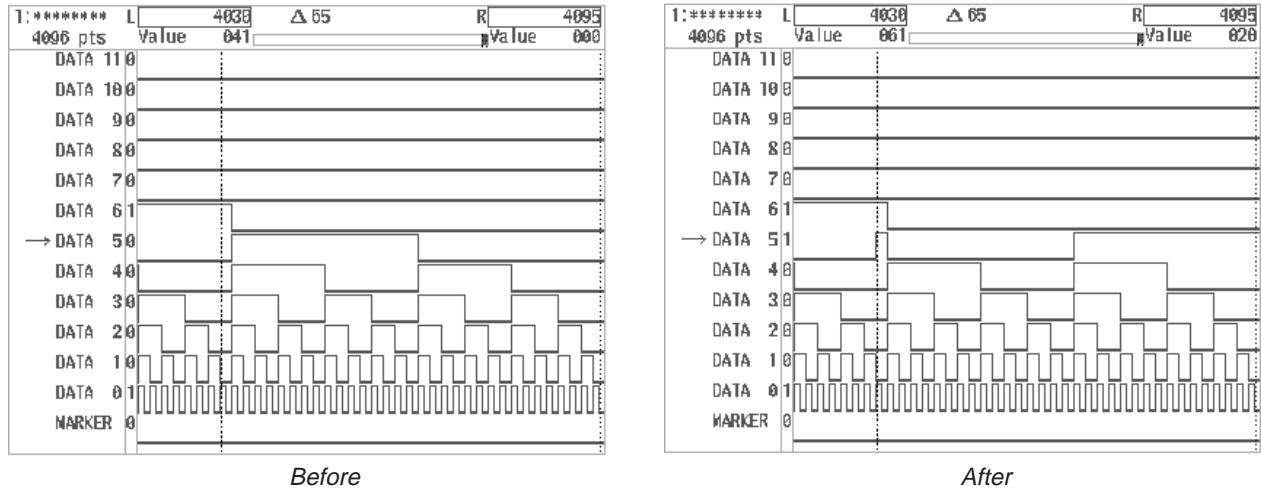 1:******** L 4030 Δ 65 R 4095
4096 pts Value 041 Value 000
DATA 11 0
DATA 10 0
DATA 9 0
DATA 8 0
DATA 7 0
DATA 6 1
→ DATA 5 0
DATA 4 0
DATA 3 0
DATA 2 0
DATA 1 0
DATA 0 1
MARKER 0
Before
1:******** L 4030 Δ 65 R 4095
4096 pts Value 061 Value 020
DATA 11 0
DATA 10 0
DATA 9 0
DATA 8 0
DATA 7 0
DATA 6 1
→ DATA 5 1
DATA 4 0
DATA 3 0
DATA 2 0
DATA 1 0
DATA 0 1
MARKER 0
After